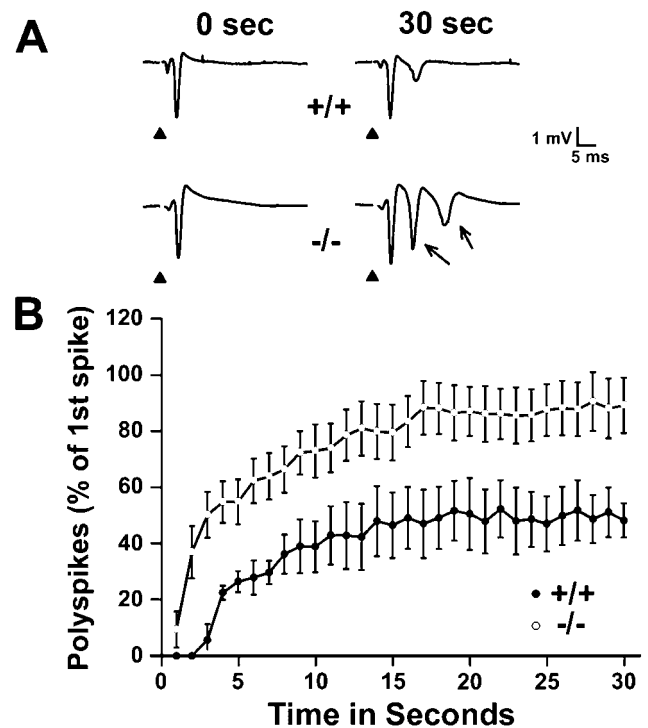 A
0 sec 30 sec
+/+
1 mV
5 ms
-/-
B
Polyspikes (% of 1st spike)
120
100
80
60
40
20
0
+/+
-/-
0 5 10 15 20 25 30
Time in Seconds